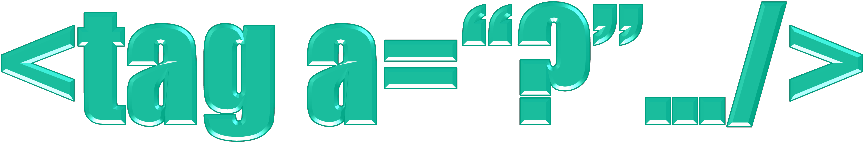 <tag a=“?” .../>